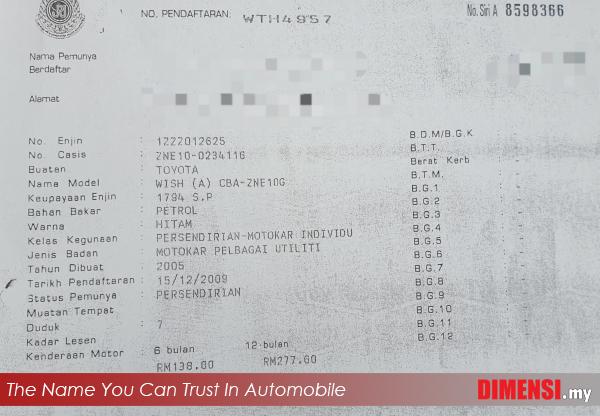 NO. PENDAFTARAN: WTH4957
No. Siri A 8598366
Nama Pemunya
Berdaftar
Alamat
No. Enjin : 1ZZ2012625
No. Casis : ZNE10-0234116
Buatan : TOYOTA
Nama Model : WISH (A) CBA-ZNE10G
Keupayaan Enjin : 1794 S.P
Bahan Bakar : PETROL
Warna : HITAM
Kelas Kegunaan : PERSENDIRIAN-MOTOKAR INDIVIDU
Jenis Badan : MOTOKAR PELBAGAI UTILITI
Tahun Dibuat : 2005
Tarikh Pendaftaran : 15/12/2009
Status Pemunya : PERSENDIRIAN
Muatan Tempat
Duduk : 7
Kadar Lesen : 6 bulan 12 bulan
Kenderaan Motor : RM138.60 RM277.00
B.D.M/B.G.K
B.T.T.
Berat Kerb
B.T.M.
B.G.1
B.G.2
B.G.3
B.G.4
B.G.5
B.G.6
B.G.7
B.G.8
B.G.9
B.G.10
B.G.11
B.G.12
The Name You Can Trust In Automobile
DIMENSI.my